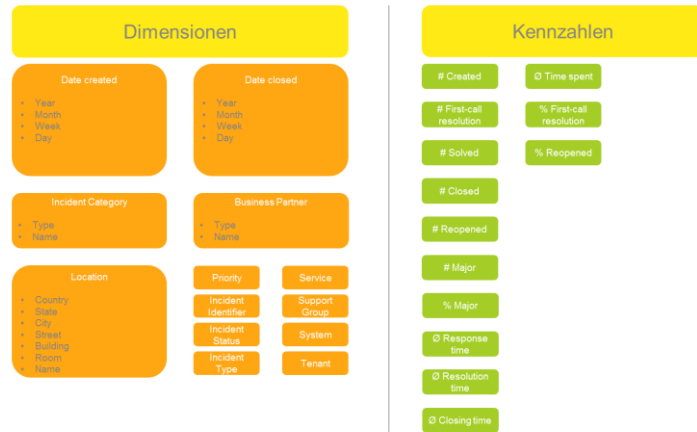 Dimensionen
Date created
• Year
• Month
• Week
• Day
Date closed
• Year
• Month
• Week
• Day
Incident Category
• Type
• Name
Business Partner
• Type
• Name
Location
• Country
• State
• City
• Street
• Building
• Room
• Name
Priority
Service
Incident
Identifier
Support
Group
Incident
Status
System
Incident
Type
Tenant
Kennzahlen
# Created
Ø Time spent
# First-call
resolution
% First-call
resolution
# Solved
% Reopened
# Closed
# Reopened
# Major
% Major
Ø Response
time
Ø Resolution
time
Ø Closing time